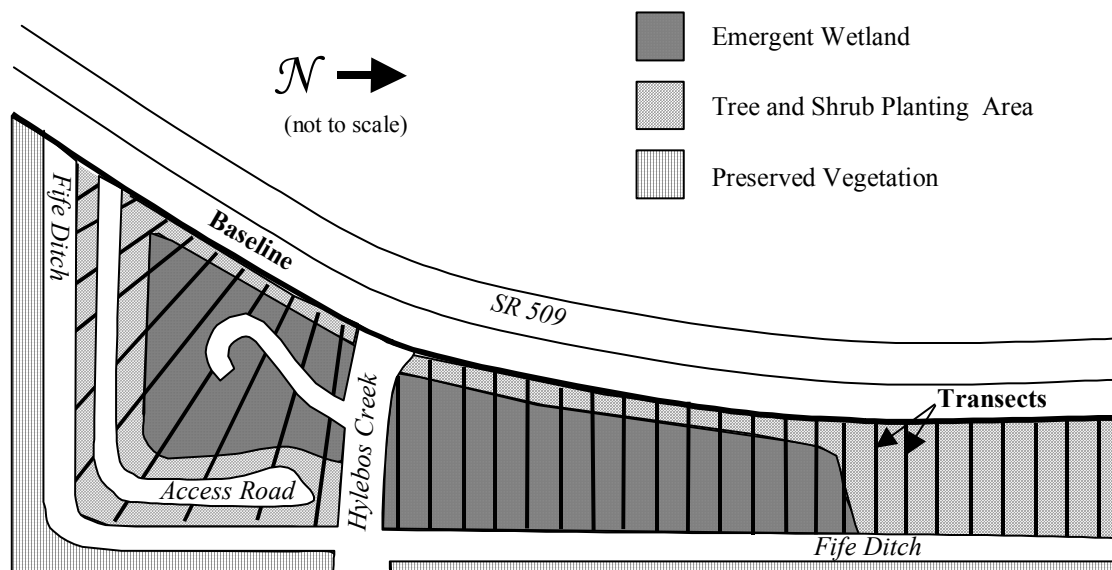 N
(not to scale)
Emergent Wetland
Tree and Shrub Planting Area
Preserved Vegetation
Fife Ditch
Baseline
SR 509
Hylebos Creek
Transects
Access Road
Fife Ditch